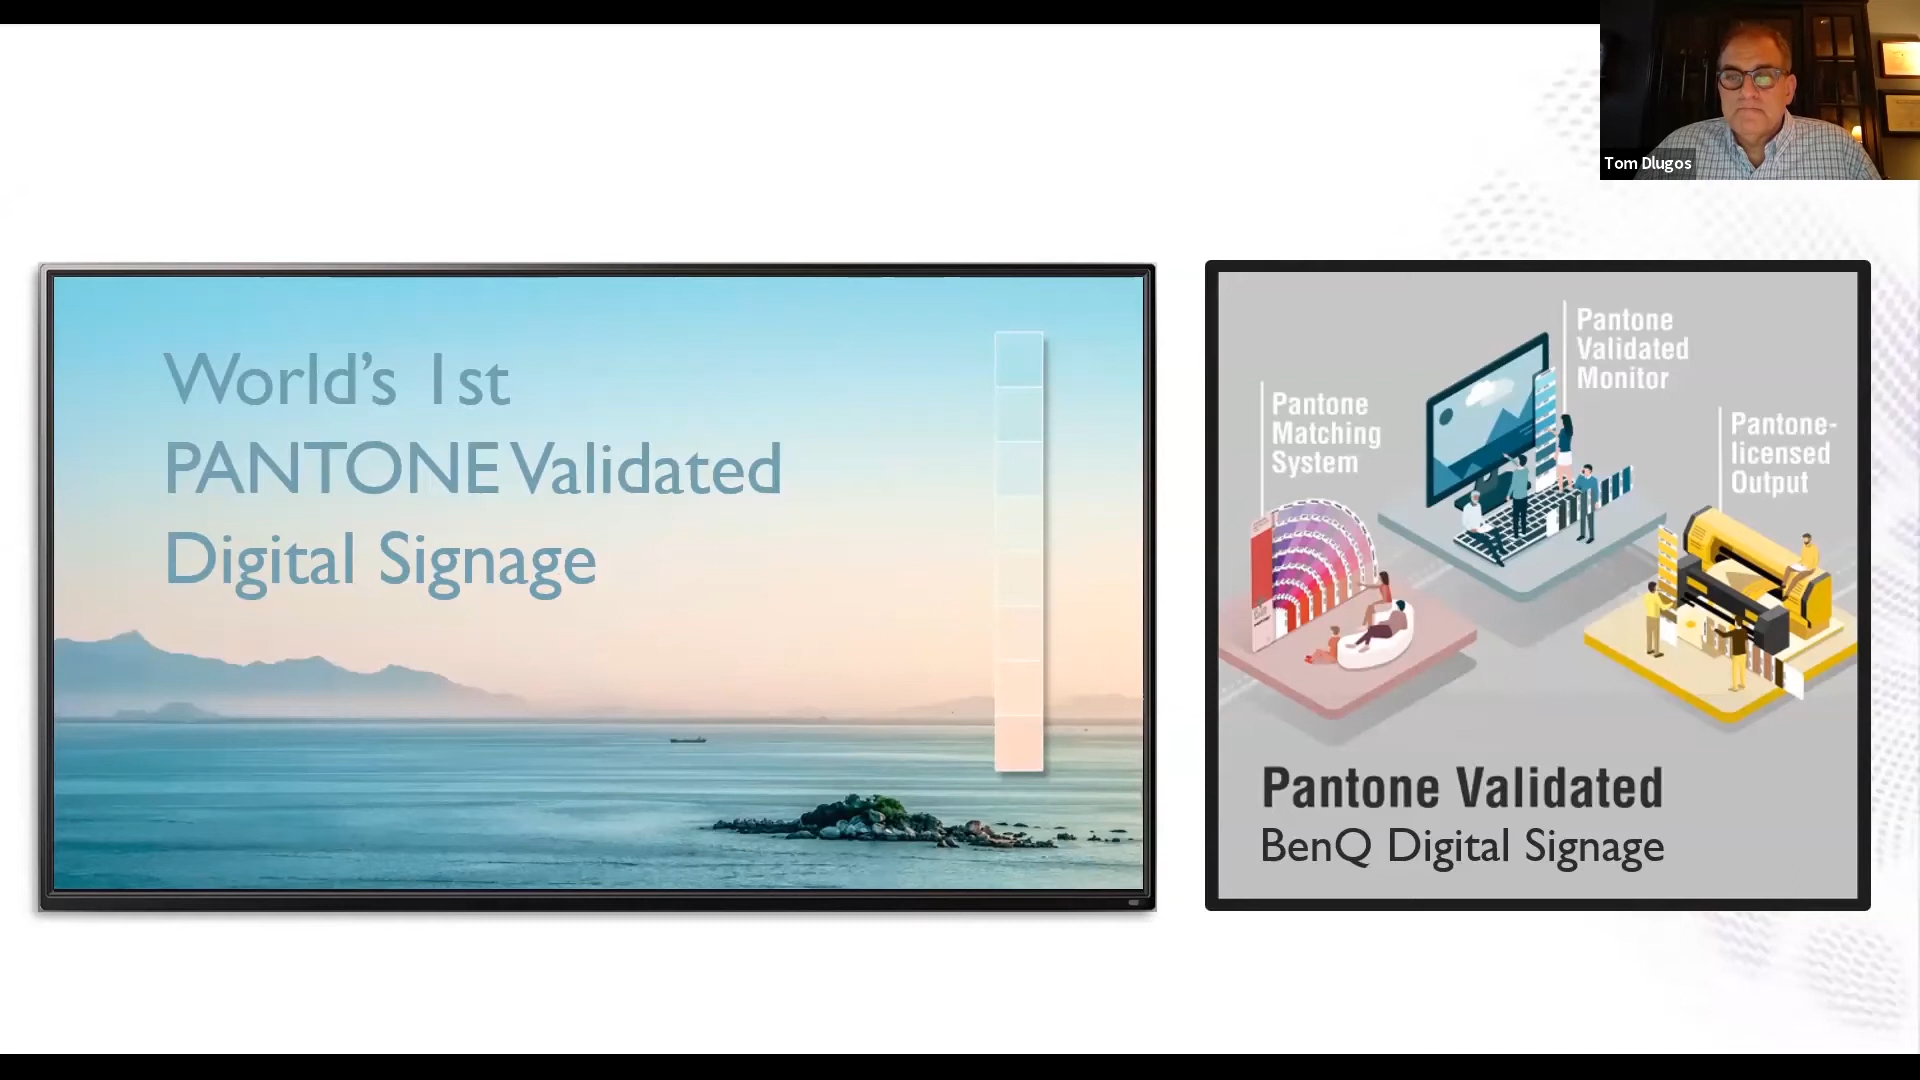 Tom Dlugos
World's 1st
PANTONE Validated
Digital Signage
Pantone
Matching
System
Pantone
Validated
Monitor
Pantone-
licensed
Output
Pantone Validated
BenQ Digital Signage